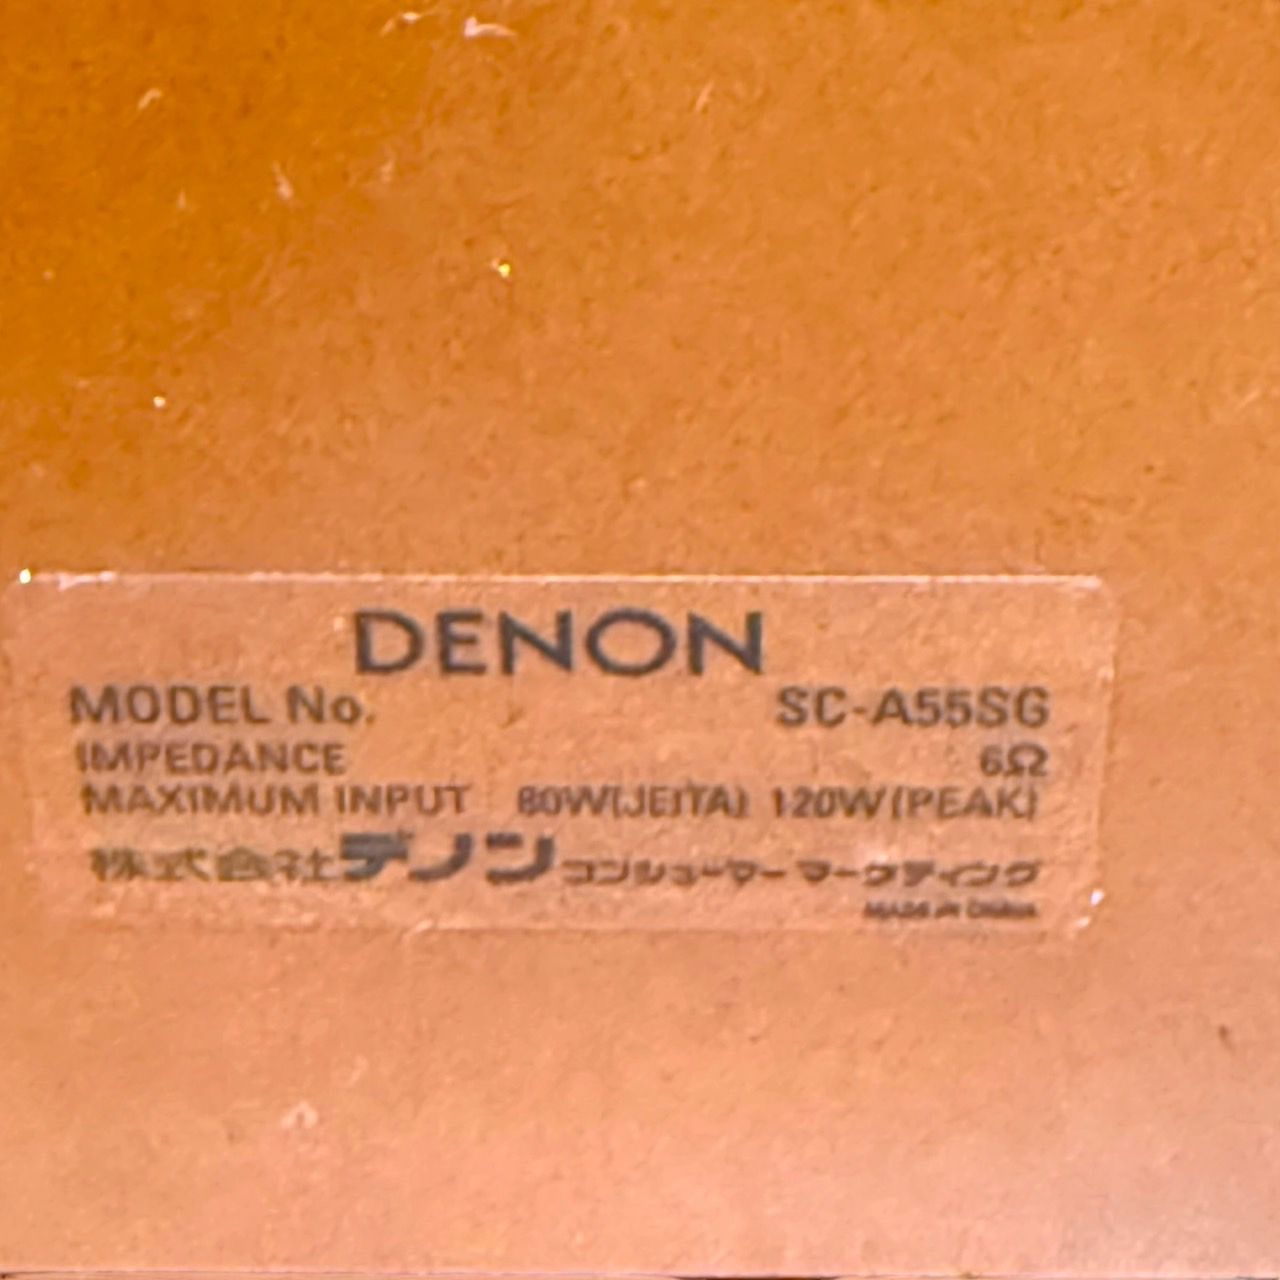 DENON
MODEL No. SC-A55SG
IMPEDANCE 6Ω
MAXIMUM INPUT 80W(JEITA) 120W(PEAK)
株式会社デノン コンシューマー マーケティング
MADE IN CHINA